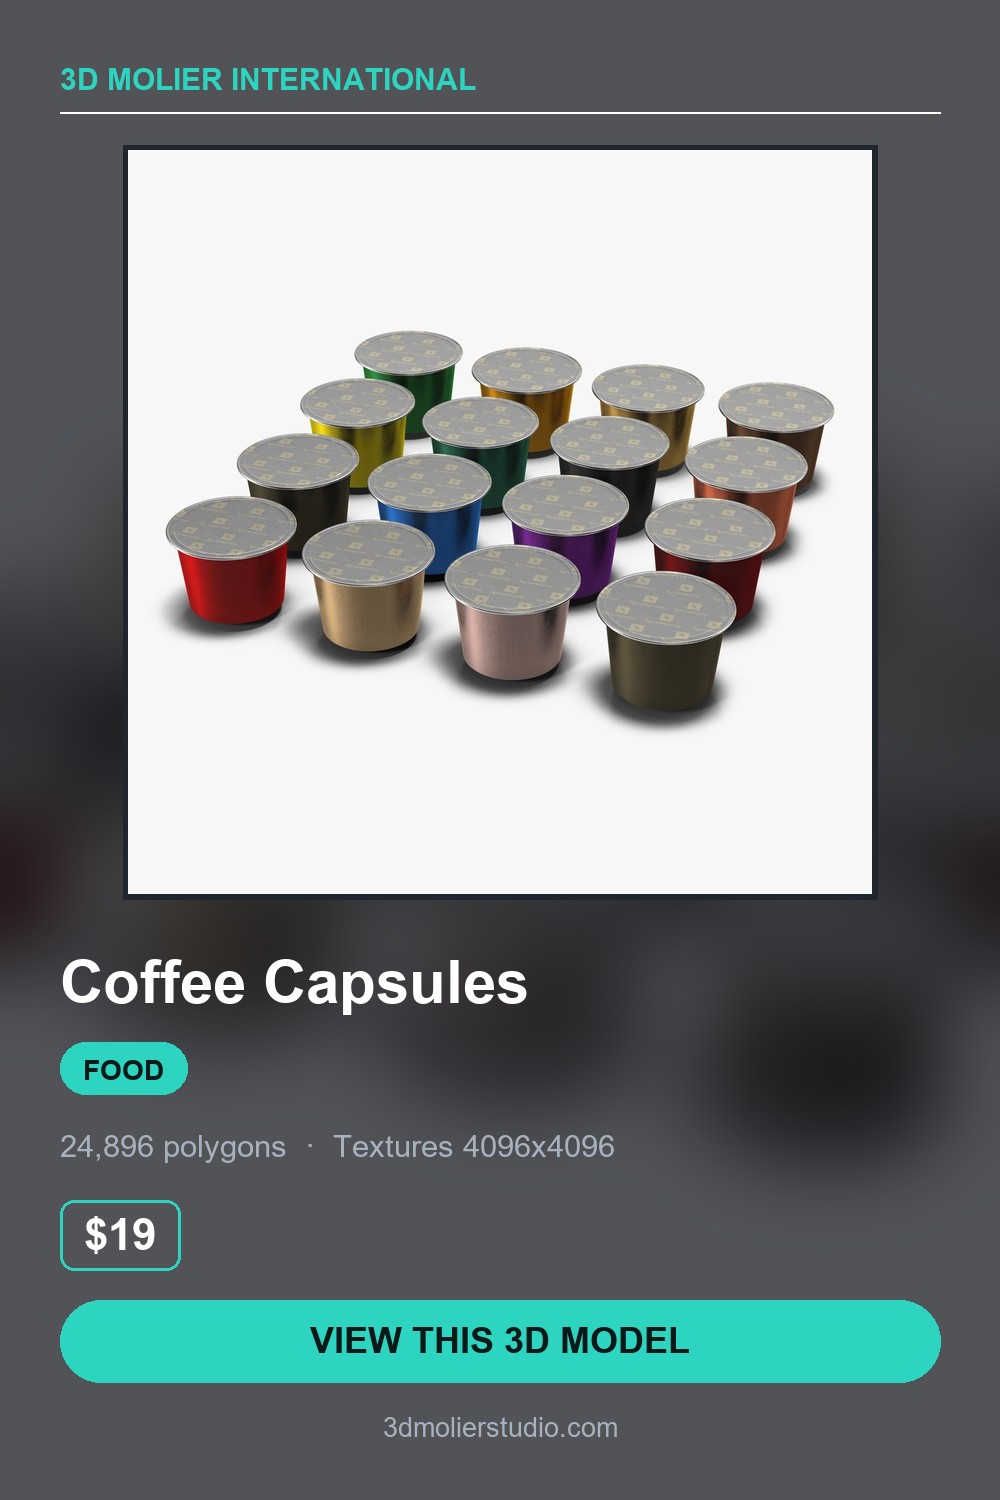 3D MOLIER INTERNATIONAL
Coffee Capsules
FOOD
24,896 polygons · Textures 4096x4096
$19
VIEW THIS 3D MODEL
3dmolierstudio.com